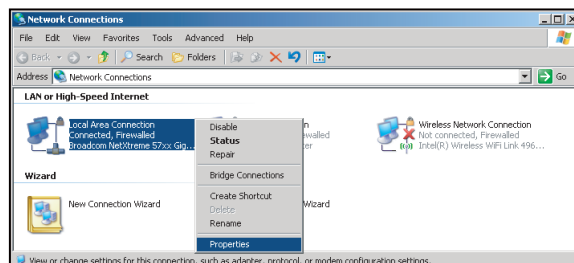 Network Connections
File Edit View Favorites Tools Advanced Help
Back Search Folders
Address Network Connections Go
LAN or High-Speed Internet
Local Area Connection
Connected, Firewalled
Broadcom NetXtreme 57xx Gig...
Wireless Network Connection
Not connected, Firewalled
Intel(R) Wireless WiFi Link 496...
Disable
Status
Repair
Bridge Connections
Create Shortcut
Delete
Rename
Properties
Wizard
New Connection Wizard
Wizard
View or change settings for this connection, such as adapter, protocol, or modem configuration settings.